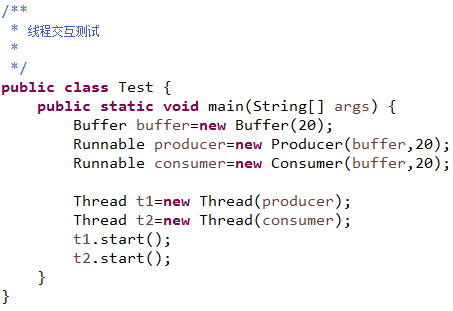 /**
 * 线程交互测试
 *
 */
public class Test {
    public static void main(String[] args) {
        Buffer buffer=new Buffer(20);
        Runnable producer=new Producer(buffer,20);
        Runnable consumer=new Consumer(buffer,20);

        Thread t1=new Thread(producer);
        Thread t2=new Thread(consumer);
        t1.start();
        t2.start();
    }
}